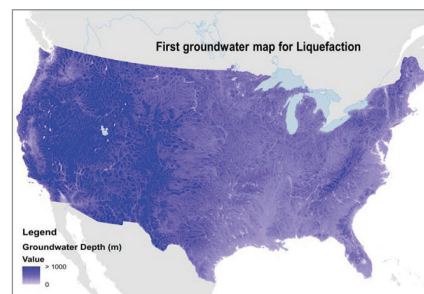 First groundwater map for Liquefaction
Legend
Groundwater Depth (m)
Value
> 1000
0